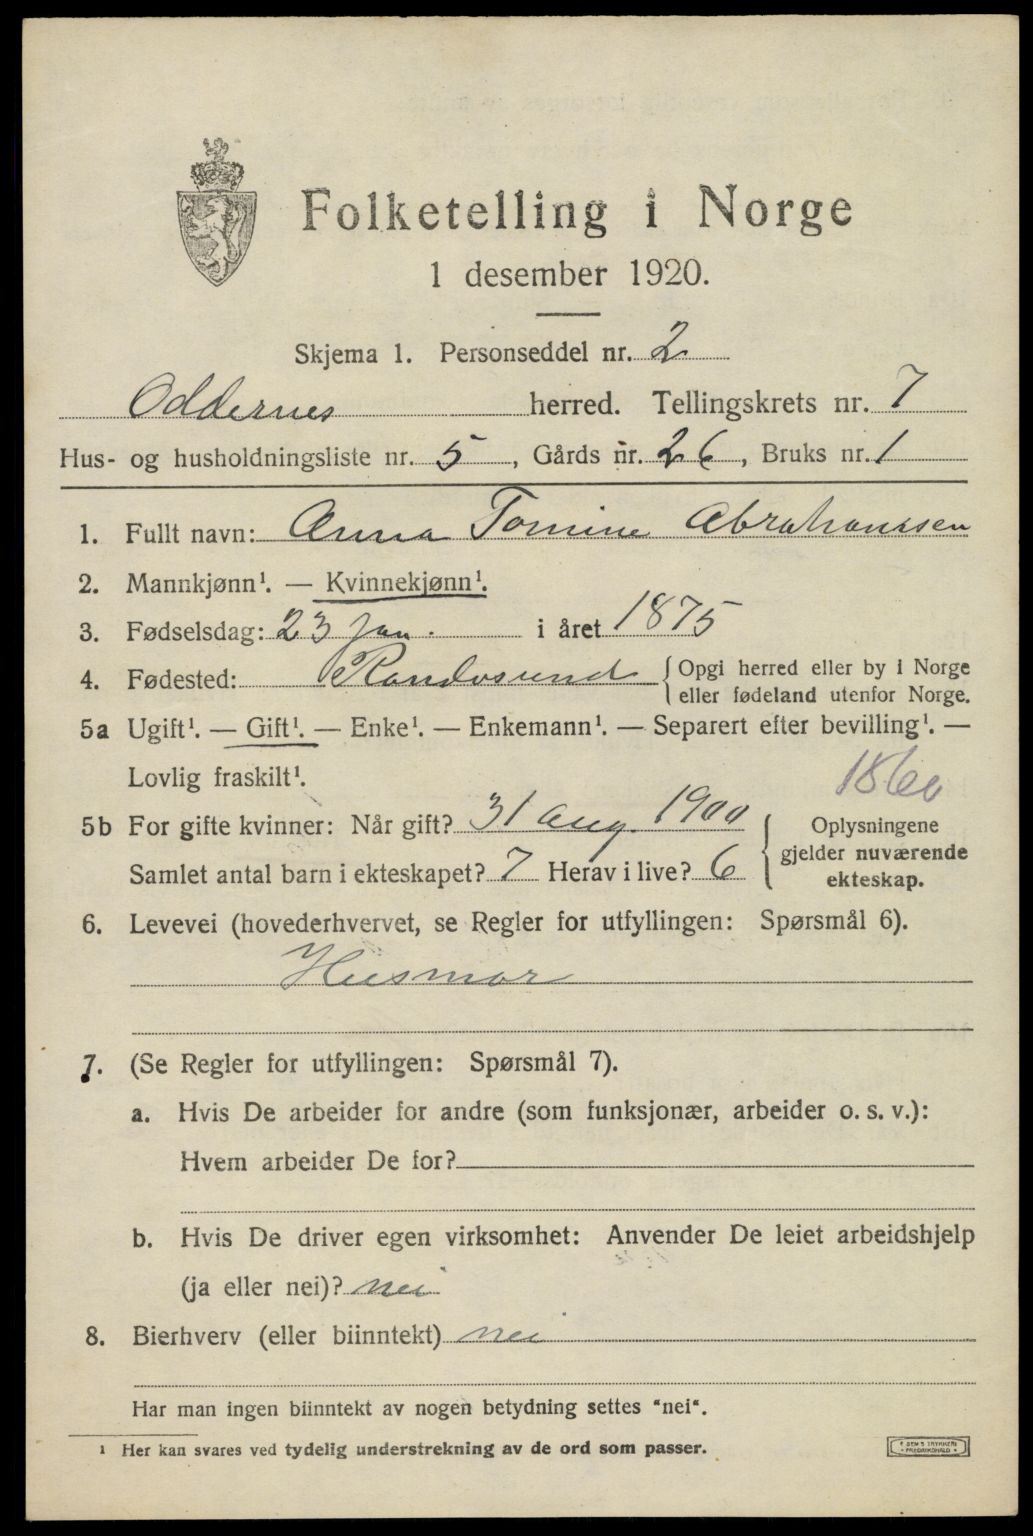 Folketelling i Norge
1 desember 1920.
Skjema 1. Personseddel nr. 2
Oddernes herred. Tellingskrets nr. 7
Hus- og husholdningsliste nr. 5, Gårds nr. 26, Bruks nr. 1
1. Fullt navn: Anna Tomine Abrahamsen
2. Mannkjønn¹. — Kvinnekjønn¹.
3. Fødselsdag: 23 jan. i året 1875
4. Fødested: Randøsund { Opgi herred eller by i Norge
eller fødeland utenfor Norge.
5a Ugift¹. — Gift¹. — Enke¹. — Enkemann¹. — Separert efter bevilling¹. —
Lovlig fraskilt¹.
1860
5b For gifte kvinner: Når gift? 31 aug. 1900 { Oplysningene
gjelder nuværende
Samlet antal barn i ekteskapet? 7 Herav i live? 6
ekteskap.
6. Levevei (hovederhvervet, se Regler for utfyllingen: Spørsmål 6).
Husmor
7. (Se Regler for utfyllingen: Spørsmål 7).
a. Hvis De arbeider for andre (som funksjonær, arbeider o. s. v.):
Hvem arbeider De for?
b. Hvis De driver egen virksomhet: Anvender De leiet arbeidshjelp
(ja eller nei)? nei
8. Bierhverv (eller biinntekt) nei
Har man ingen biinntekt av nogen betydning settes "nei".
¹ Her kan svares ved tydelig understrekning av de ord som passer.